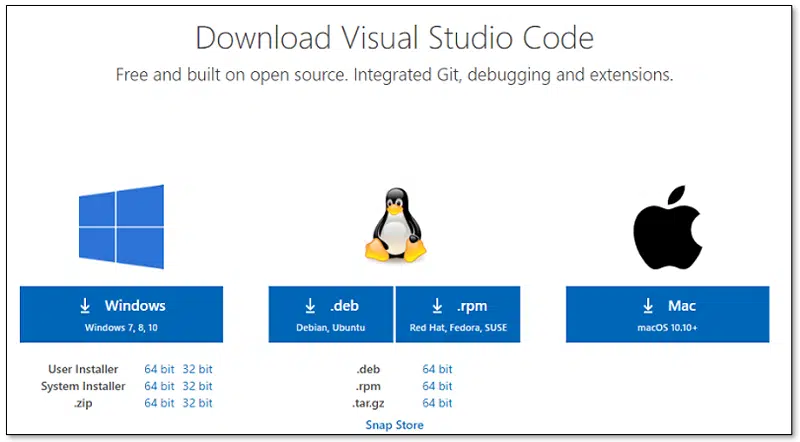 Download Visual Studio Code
Free and built on open source. Integrated Git, debugging and extensions.
Windows
Windows 7, 8, 10
.deb
Debian, Ubuntu
.rpm
Red Hat, Fedora, SUSE
Mac
macOS 10.10+
User Installer 64 bit 32 bit
System Installer 64 bit 32 bit
.zip 64 bit 32 bit
.deb 64 bit
.rpm 64 bit
.tar.gz 64 bit
Snap Store